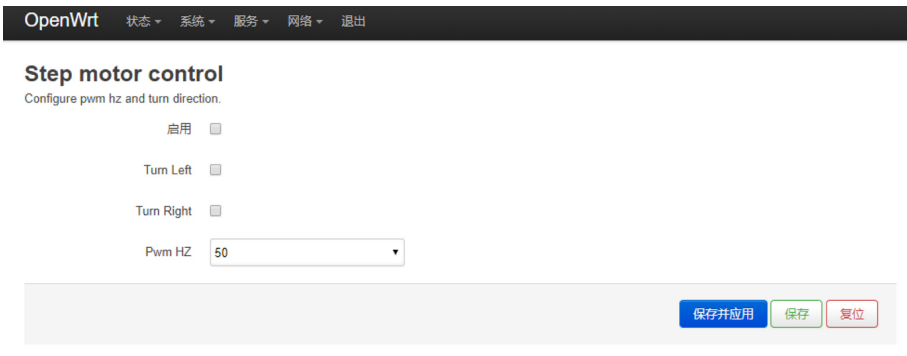 OpenWrt 状态 系统 服务 网络 退出
Step motor control
Configure pwm hz and turn direction.
启用
Turn Left
Turn Right
Pwm HZ 50
保存并应用 保存 复位